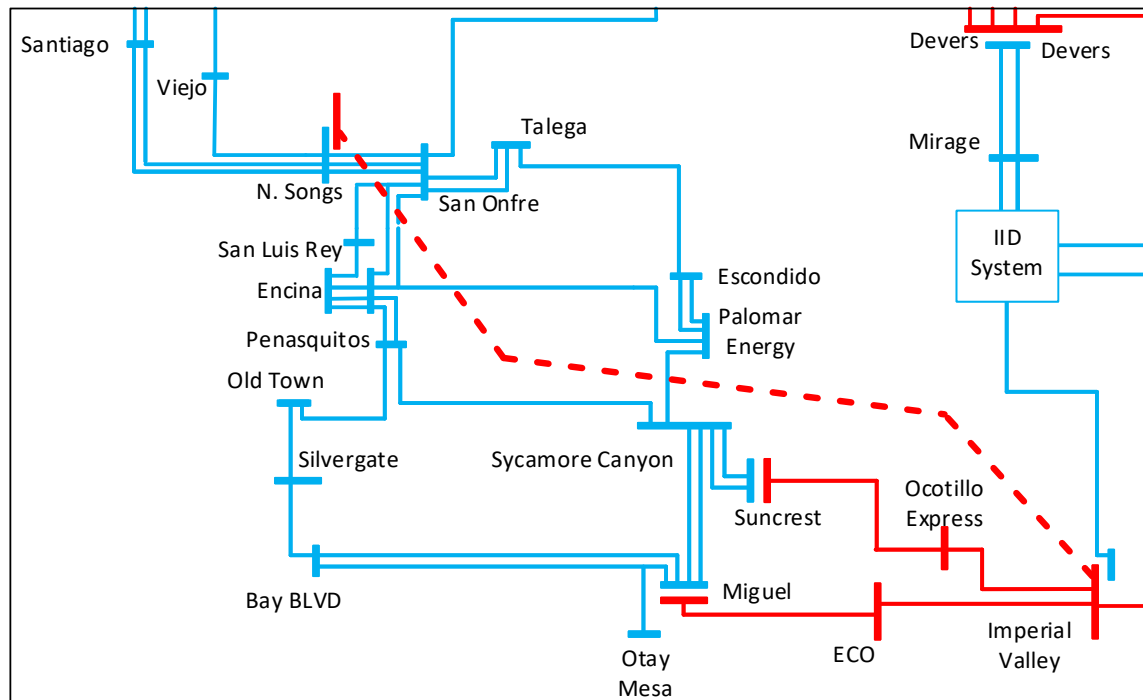 Santiago
Viejo
Devers
Devers
Talega
Mirage
N. Songs
San Onfre
San Luis Rey
IID
System
Encina
Escondido
Penasquitos
Palomar
Energy
Old Town
Silvergate
Sycamore Canyon
Suncrest
Ocotillo
Express
Bay BLVD
Miguel
Otay
Mesa
ECO
Imperial
Valley